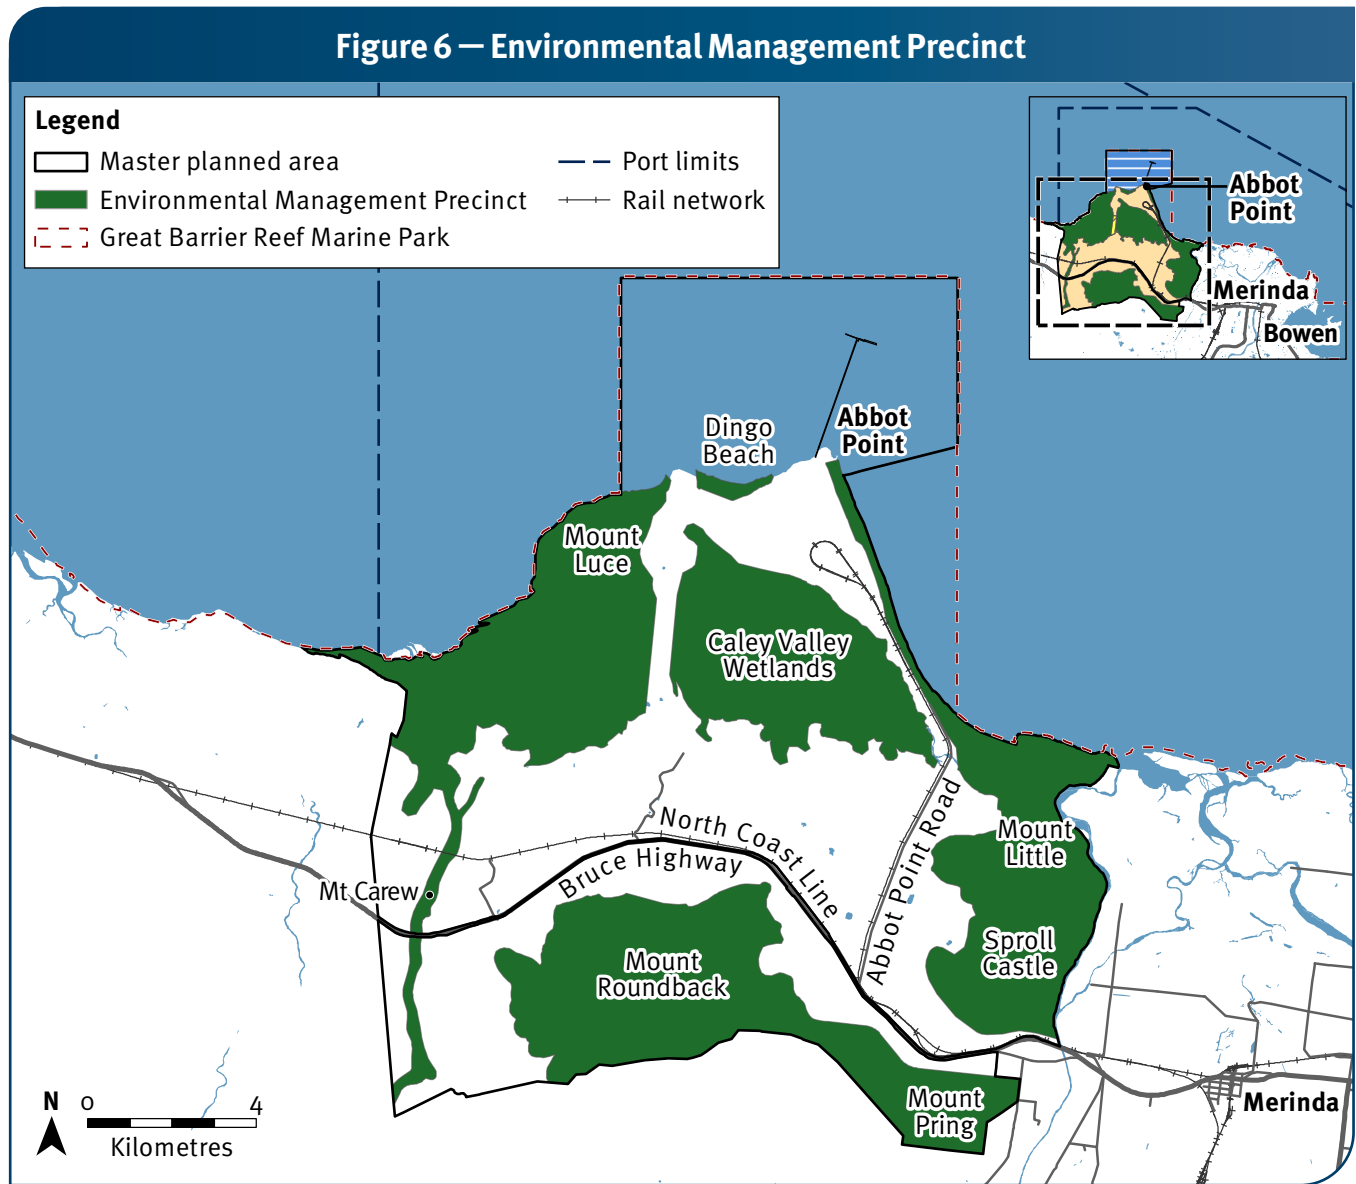 Figure 6 — Environmental Management Precinct
Legend
Master planned area
Environmental Management Precinct
Great Barrier Reef Marine Park
Port limits
Rail network
Abbot
Point
Merinda
Bowen
Dingo
Beach
Abbot
Point
Mount
Luce
Caley Valley
Wetlands
North Coast Line
Bruce Highway
Abbot Point Road
Mount
Little
Mt Carew
Sproll
Castle
Mount
Roundback
Mount
Pring
Merinda
N
0 4
Kilometres